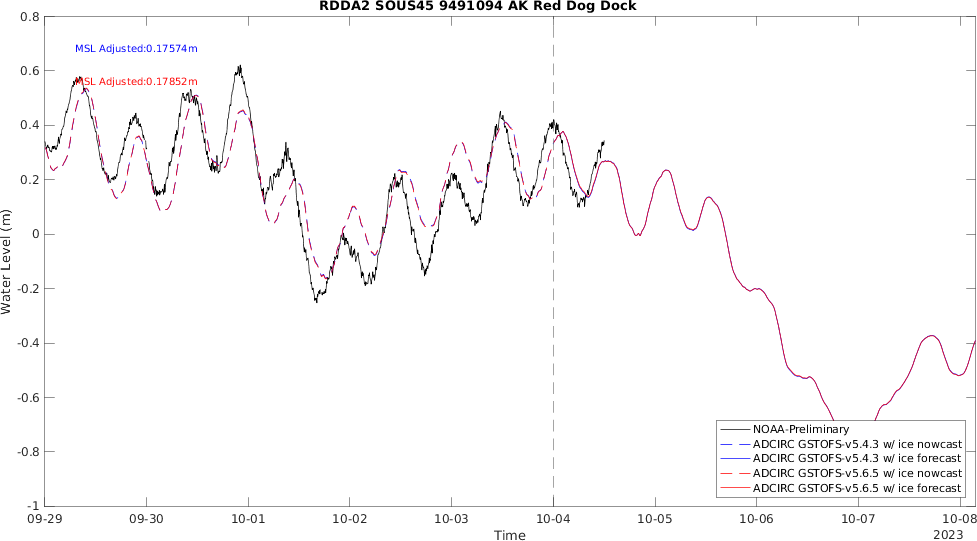 RDDA2 SOUS45 9491094 AK Red Dog Dock
MSL Adjusted:0.17574m
MSL Adjusted:0.17852m
Water Level (m)
0.8
0.6
0.4
0.2
0
-0.2
-0.4
-0.6
-0.8
-1
NOAA-Preliminary
ADCIRC GSTOFS-v5.4.3 w/ ice nowcast
ADCIRC GSTOFS-v5.4.3 w/ ice forecast
ADCIRC GSTOFS-v5.6.5 w/ ice nowcast
ADCIRC GSTOFS-v5.6.5 w/ ice forecast
09-29 09-30 10-01 10-02 10-03 10-04 10-05 10-06 10-07 10-08
Time
2023